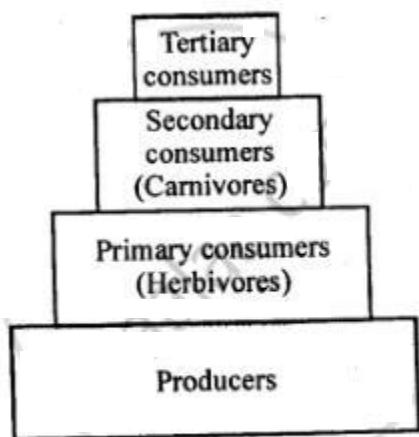 Tertiary
consumers
Secondary
consumers
(Carnivores)
Primary consumers
(Herbivores)
Producers